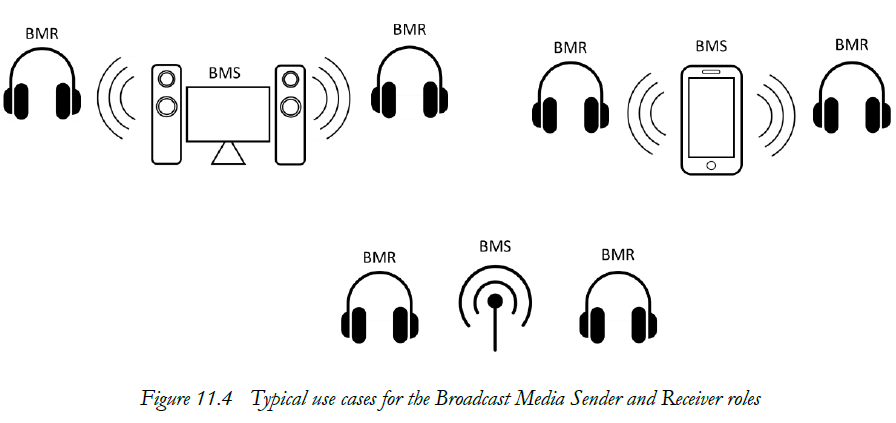 BMR
BMS
BMR
BMR
BMS
BMR
BMR
BMS
BMR
Figure 11.4 Typical use cases for the Broadcast Media Sender and Receiver roles